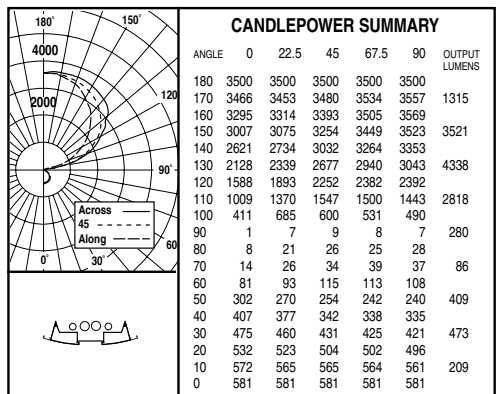 180°
150°
4000
2000
120
90°
Across
45
Along
60
0°
30°
CANDLEPOWER SUMMARY
ANGLE 0 22.5 45 67.5 90 OUTPUT LUMENS
180 3500 3500 3500 3500 3500
170 3466 3453 3480 3534 3557 1315
160 3295 3314 3393 3505 3569
150 3007 3075 3254 3449 3523 3521
140 2621 2734 3032 3264 3353
130 2128 2339 2677 2940 3043 4338
120 1588 1893 2252 2382 2392
110 1009 1370 1547 1500 1443 2818
100 411 685 600 531 490
90 1 7 9 8 7 280
80 8 21 26 25 28
70 14 26 34 39 37 86
60 81 93 115 113 108
50 302 270 254 242 240 409
40 407 377 342 338 335
30 475 460 431 425 421 473
20 532 523 504 502 496
10 572 565 565 564 561 209
0 581 581 581 581 581